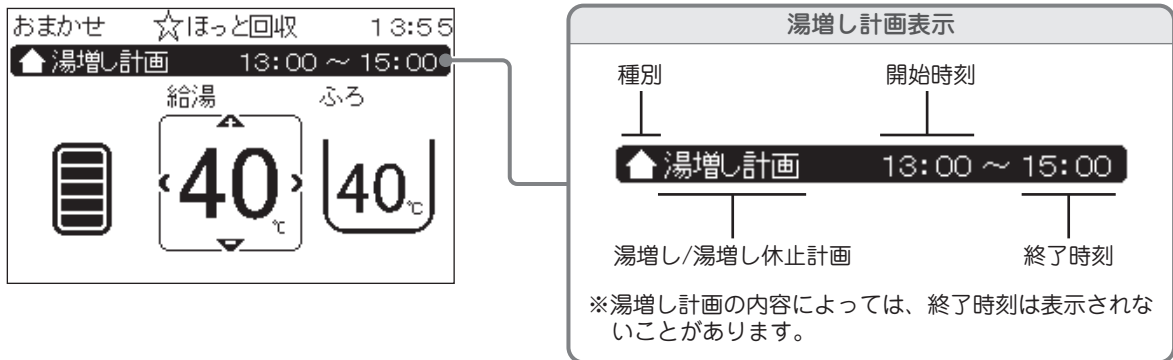 おまかせ ☆ほっと回収 13:55
湯増し計画 13:00 ~ 15:00
給湯 ふろ
40℃ 40℃
湯増し計画表示
種別 開始時刻
湯増し計画 13:00 ~ 15:00
湯増し/湯増し休止計画 終了時刻
※湯増し計画の内容によっては、終了時刻は表示されな
いことがあります。